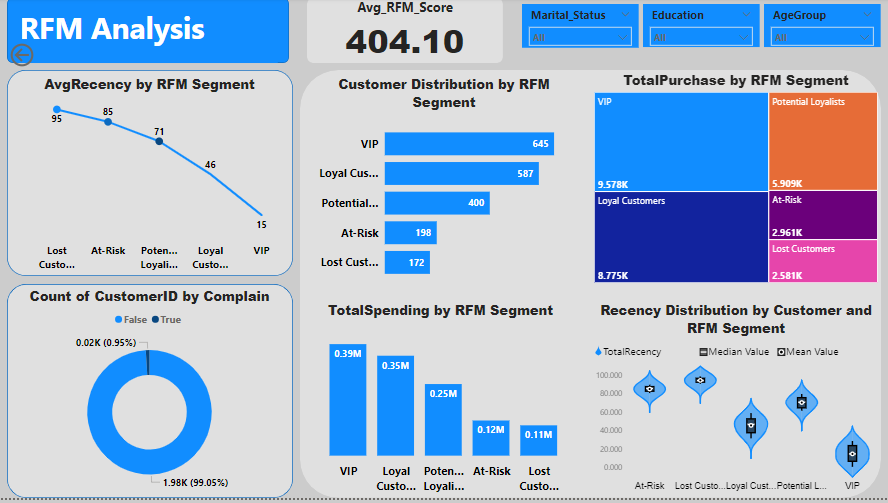 RFM Analysis
Avg_RFM_Score
404.10
Marital_Status
All
Education
All
AgeGroup
All
AvgRecency by RFM Segment
95
85
71
46
15
Lost
Custo...
At-Risk
Poten...
Loyali...
Loyal
Custo...
VIP
Count of CustomerID by Complain
False
True
0.02K (0.95%)
1.98K (99.05%)
Customer Distribution by RFM
Segment
VIP
645
Loyal Cus...
587
Potential...
400
At-Risk
198
Lost Cust...
172
TotalSpending by RFM Segment
0.39M
0.35M
0.25M
0.12M
0.11M
VIP
Loyal
Custo...
Poten...
Loyali...
At-Risk
Lost
Custo...
TotalPurchase by RFM Segment
VIP
9.578K
Potential Loyalists
5.909K
Loyal Customers
8.775K
At-Risk
2.961K
Lost Customers
2.581K
Recency Distribution by Customer and
RFM Segment
TotalRecency
Median Value
Mean Value
100.000
80.000
60.000
40.000
20.000
0.000
At-Risk
Lost Custo...
Loyal Cust...
Potential L...
VIP